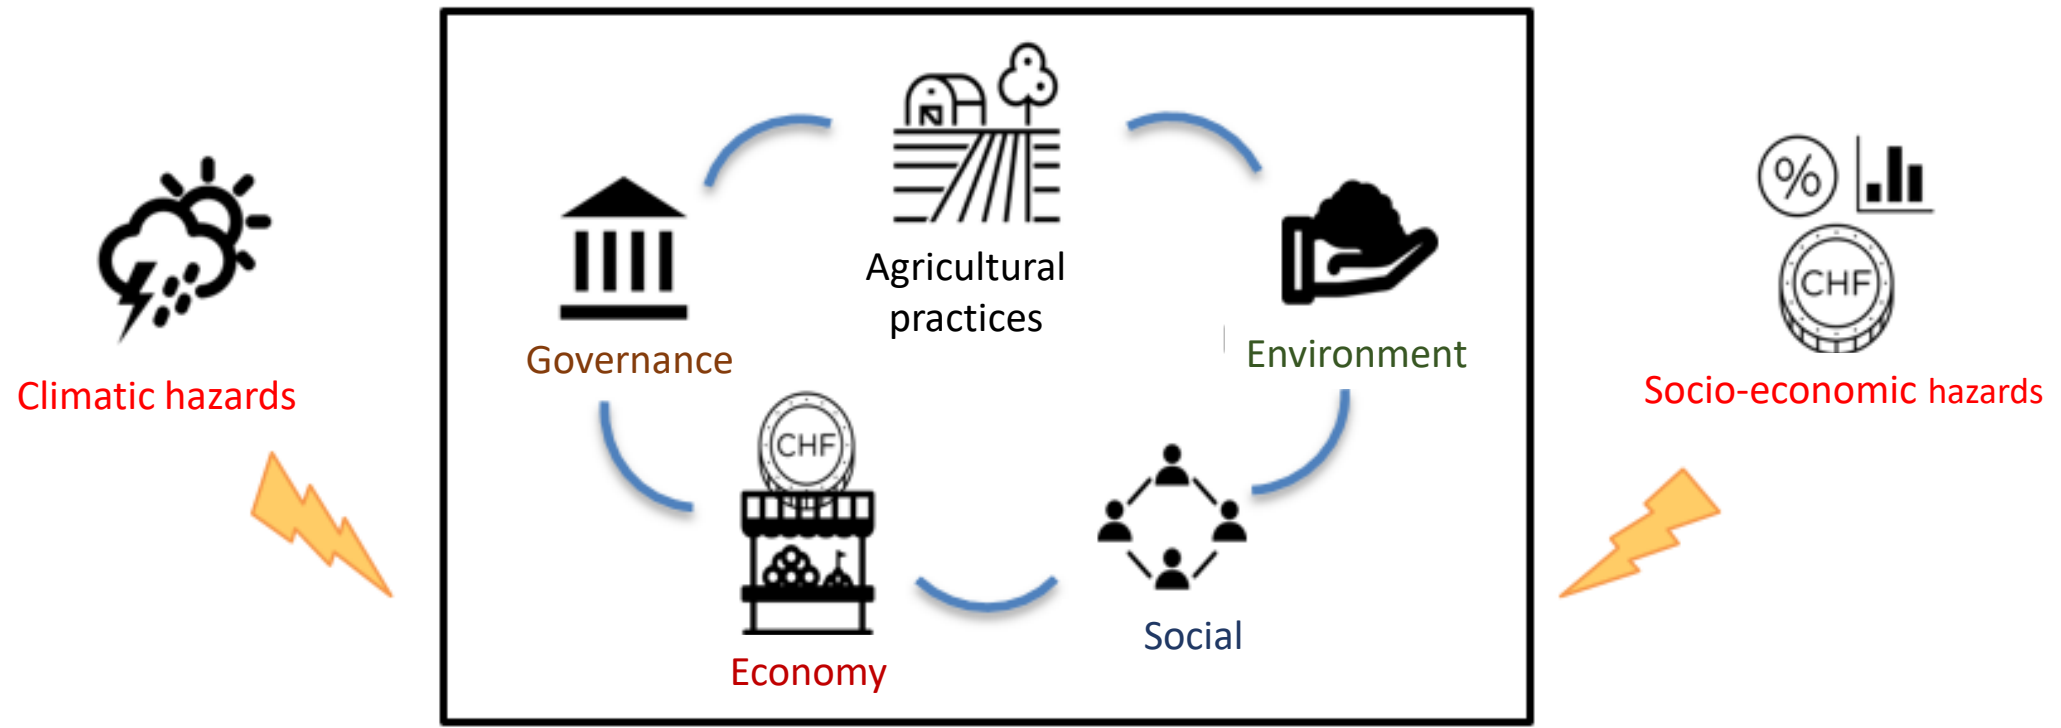 %
CHF
Agricultural
practices
Governance
Environment
Climatic hazards
Socio-economic hazards
CHF
Social
Economy